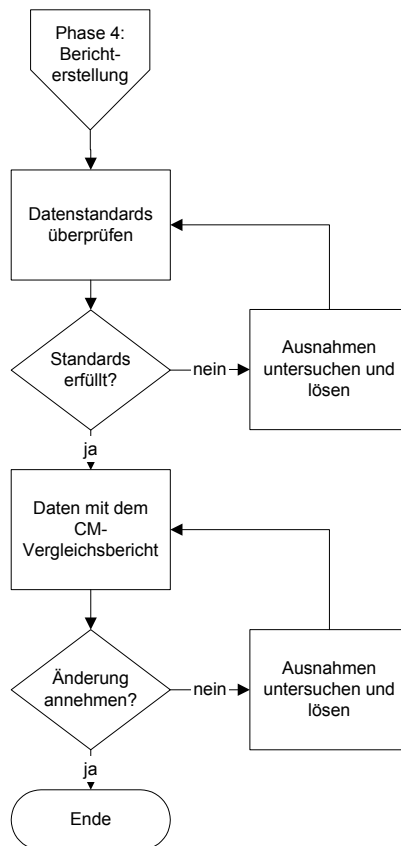 Phase 4:
Bericht-
erstellung
Datenstandards
überprüfen
Standards
erfüllt?
nein
Ausnahmen
untersuchen und
lösen
ja
Daten mit dem
CM-
Vergleichsbericht
Änderung
annehmen?
nein
Ausnahmen
untersuchen und
lösen
ja
Ende